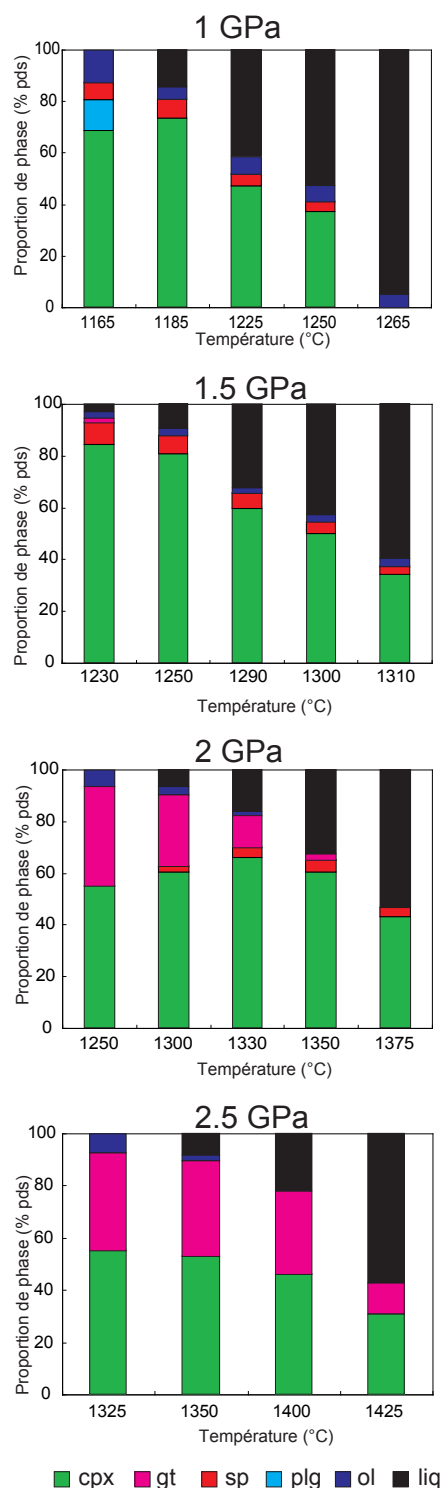 1 GPa
Proportion de phase (% pds)
100
80
60
40
20
0
1165 1185 1225 1250 1265
Température (°C)
1.5 GPa
Proportion de phase (% pds)
100
80
60
40
20
0
1230 1250 1290 1300 1310
Température (°C)
2 GPa
Proportion de phase (% pds)
100
80
60
40
20
0
1250 1300 1330 1350 1375
Température (°C)
2.5 GPa
Proportion de phase (% pds)
100
80
60
40
20
0
1325 1350 1400 1425
Température (°C)
cpx gt sp plg ol liq